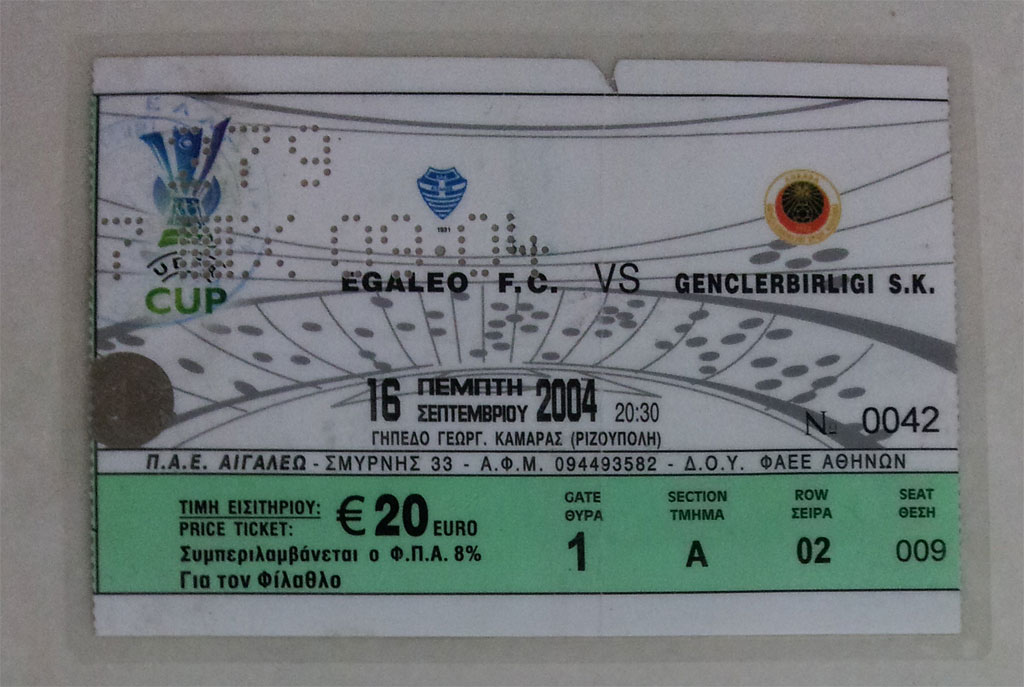 UEFA
CUP
1931
EGALEO F.C. VS GENCLERBIRLIGI S.K.
16 ΠΕΜΠΤΗ ΣΕΠΤΕΜΒΡΙΟΥ 2004 20:30
ΓΗΠΕΔΟ ΓΕΩΡΓ. ΚΑΜΑΡΑΣ (ΡΙΖΟΥΠΟΛΗ)
№ 0042
Π.Α.Ε. ΑΙΓΑΛΕΩ - ΣΜΥΡΝΗΣ 33 - Α.Φ.Μ. 094493582 - Δ.Ο.Υ. ΦΑΕΕ ΑΘΗΝΩΝ
ΤΙΜΗ ΕΙΣΙΤΗΡΙΟΥ:
PRICE TICKET:
€20 EURO
Συμπεριλαμβάνεται ο Φ.Π.Α. 8%
Για τον Φίλαθλο
GATE SECTION ROW SEAT
ΘΥΡΑ ΤΜΗΜΑ ΣΕΙΡΑ ΘΕΣΗ
1 A 02 009